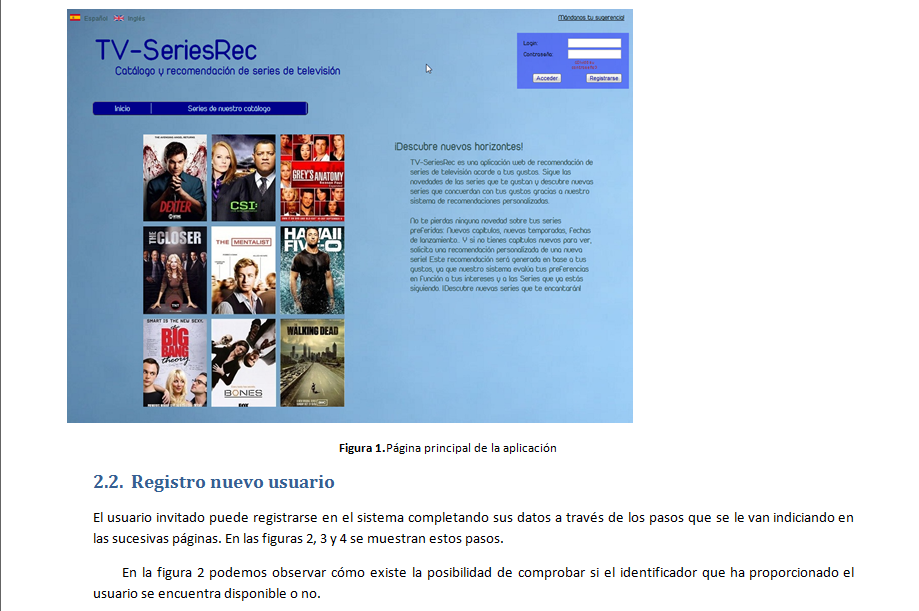 Español Inglés
Mándanos tu sugerencia!
TV-SeriesRec
Catálogo y recomendación de series de televisión
Login:
Contraseña:
Acceder Registrarse
Inicio Series de nuestro catálogo
DEXTER
CSI:
GREY'S ANATOMY
THE CLOSER
THE MENTALIST
HAWAII FIVE-0
SMART IS THE NEW SEXY.
the BIG BANG theory
BONES
FOX
WALKING DEAD
¡Descubre nuevos horizontes!
TV-SeriesRec es una aplicación web de recomendación de
series de televisión acorde a tus gustos. Sigue las
novedades de las series que te gustan y descubre nuevas
series que concuerdan con tus gustos gracias a nuestro
sistema de recomendaciones personalizadas.
No te pierdas ninguna novedad sobre tus series
preferidas: Nuevos capítulos, nuevas temporadas, fechas
de lanzamiento. Y si no tienes capítulos nuevos para ver,
solicita una recomendación personalizada de una nueva
serie! Este recomendación será generada en base a tus
gustos, ya que nuestro sistema evalúa tus preferencias
en función a tus intereses y a las Series que ya estás
siguiendo. ¡Descubre nuevas series que te encantarán!
Figura 1.Página principal de la aplicación
2.2. Registro nuevo usuario
El usuario invitado puede registrarse en el sistema completando sus datos a través de los pasos que se le van indiciando en
las sucesivas páginas. En las figuras 2, 3 y 4 se muestran estos pasos.
En la figura 2 podemos observar cómo existe la posibilidad de comprobar si el identificador que ha proporcionado el
usuario se encuentra disponible o no.